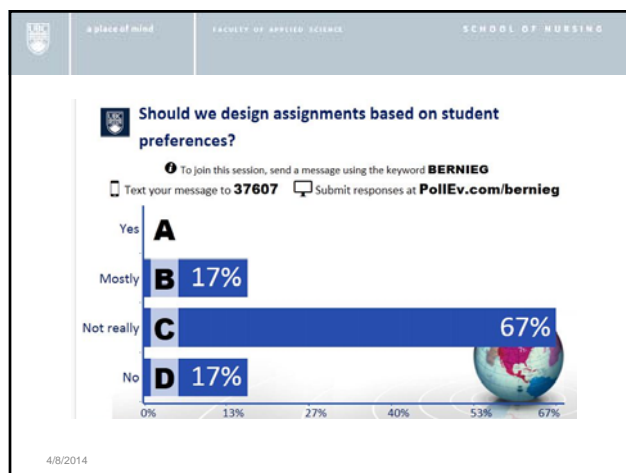 UBC
a place of mind
FACULTY OF APPLIED SCIENCE
SCHOOL OF NURSING
Should we design assignments based on student
preferences?
To join this session, send a message using the keyword BERNIEG
Text your message to 37607 Submit responses at PollEv.com/bernieg
Yes A
Mostly B 17%
Not really C 67%
No D 17%
0% 13% 27% 40% 53% 67%
4/8/2014